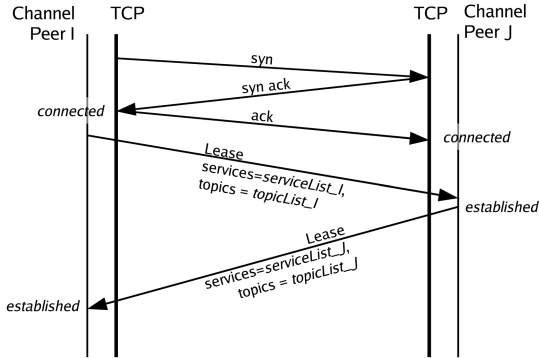 Channel
Peer I
TCP
TCP
Channel
Peer J
syn
syn ack
connected
ack
connected
Lease
services=serviceList_I,
topics = topicList_I
established
Lease
services=serviceList_J,
topics = topicList_J
established